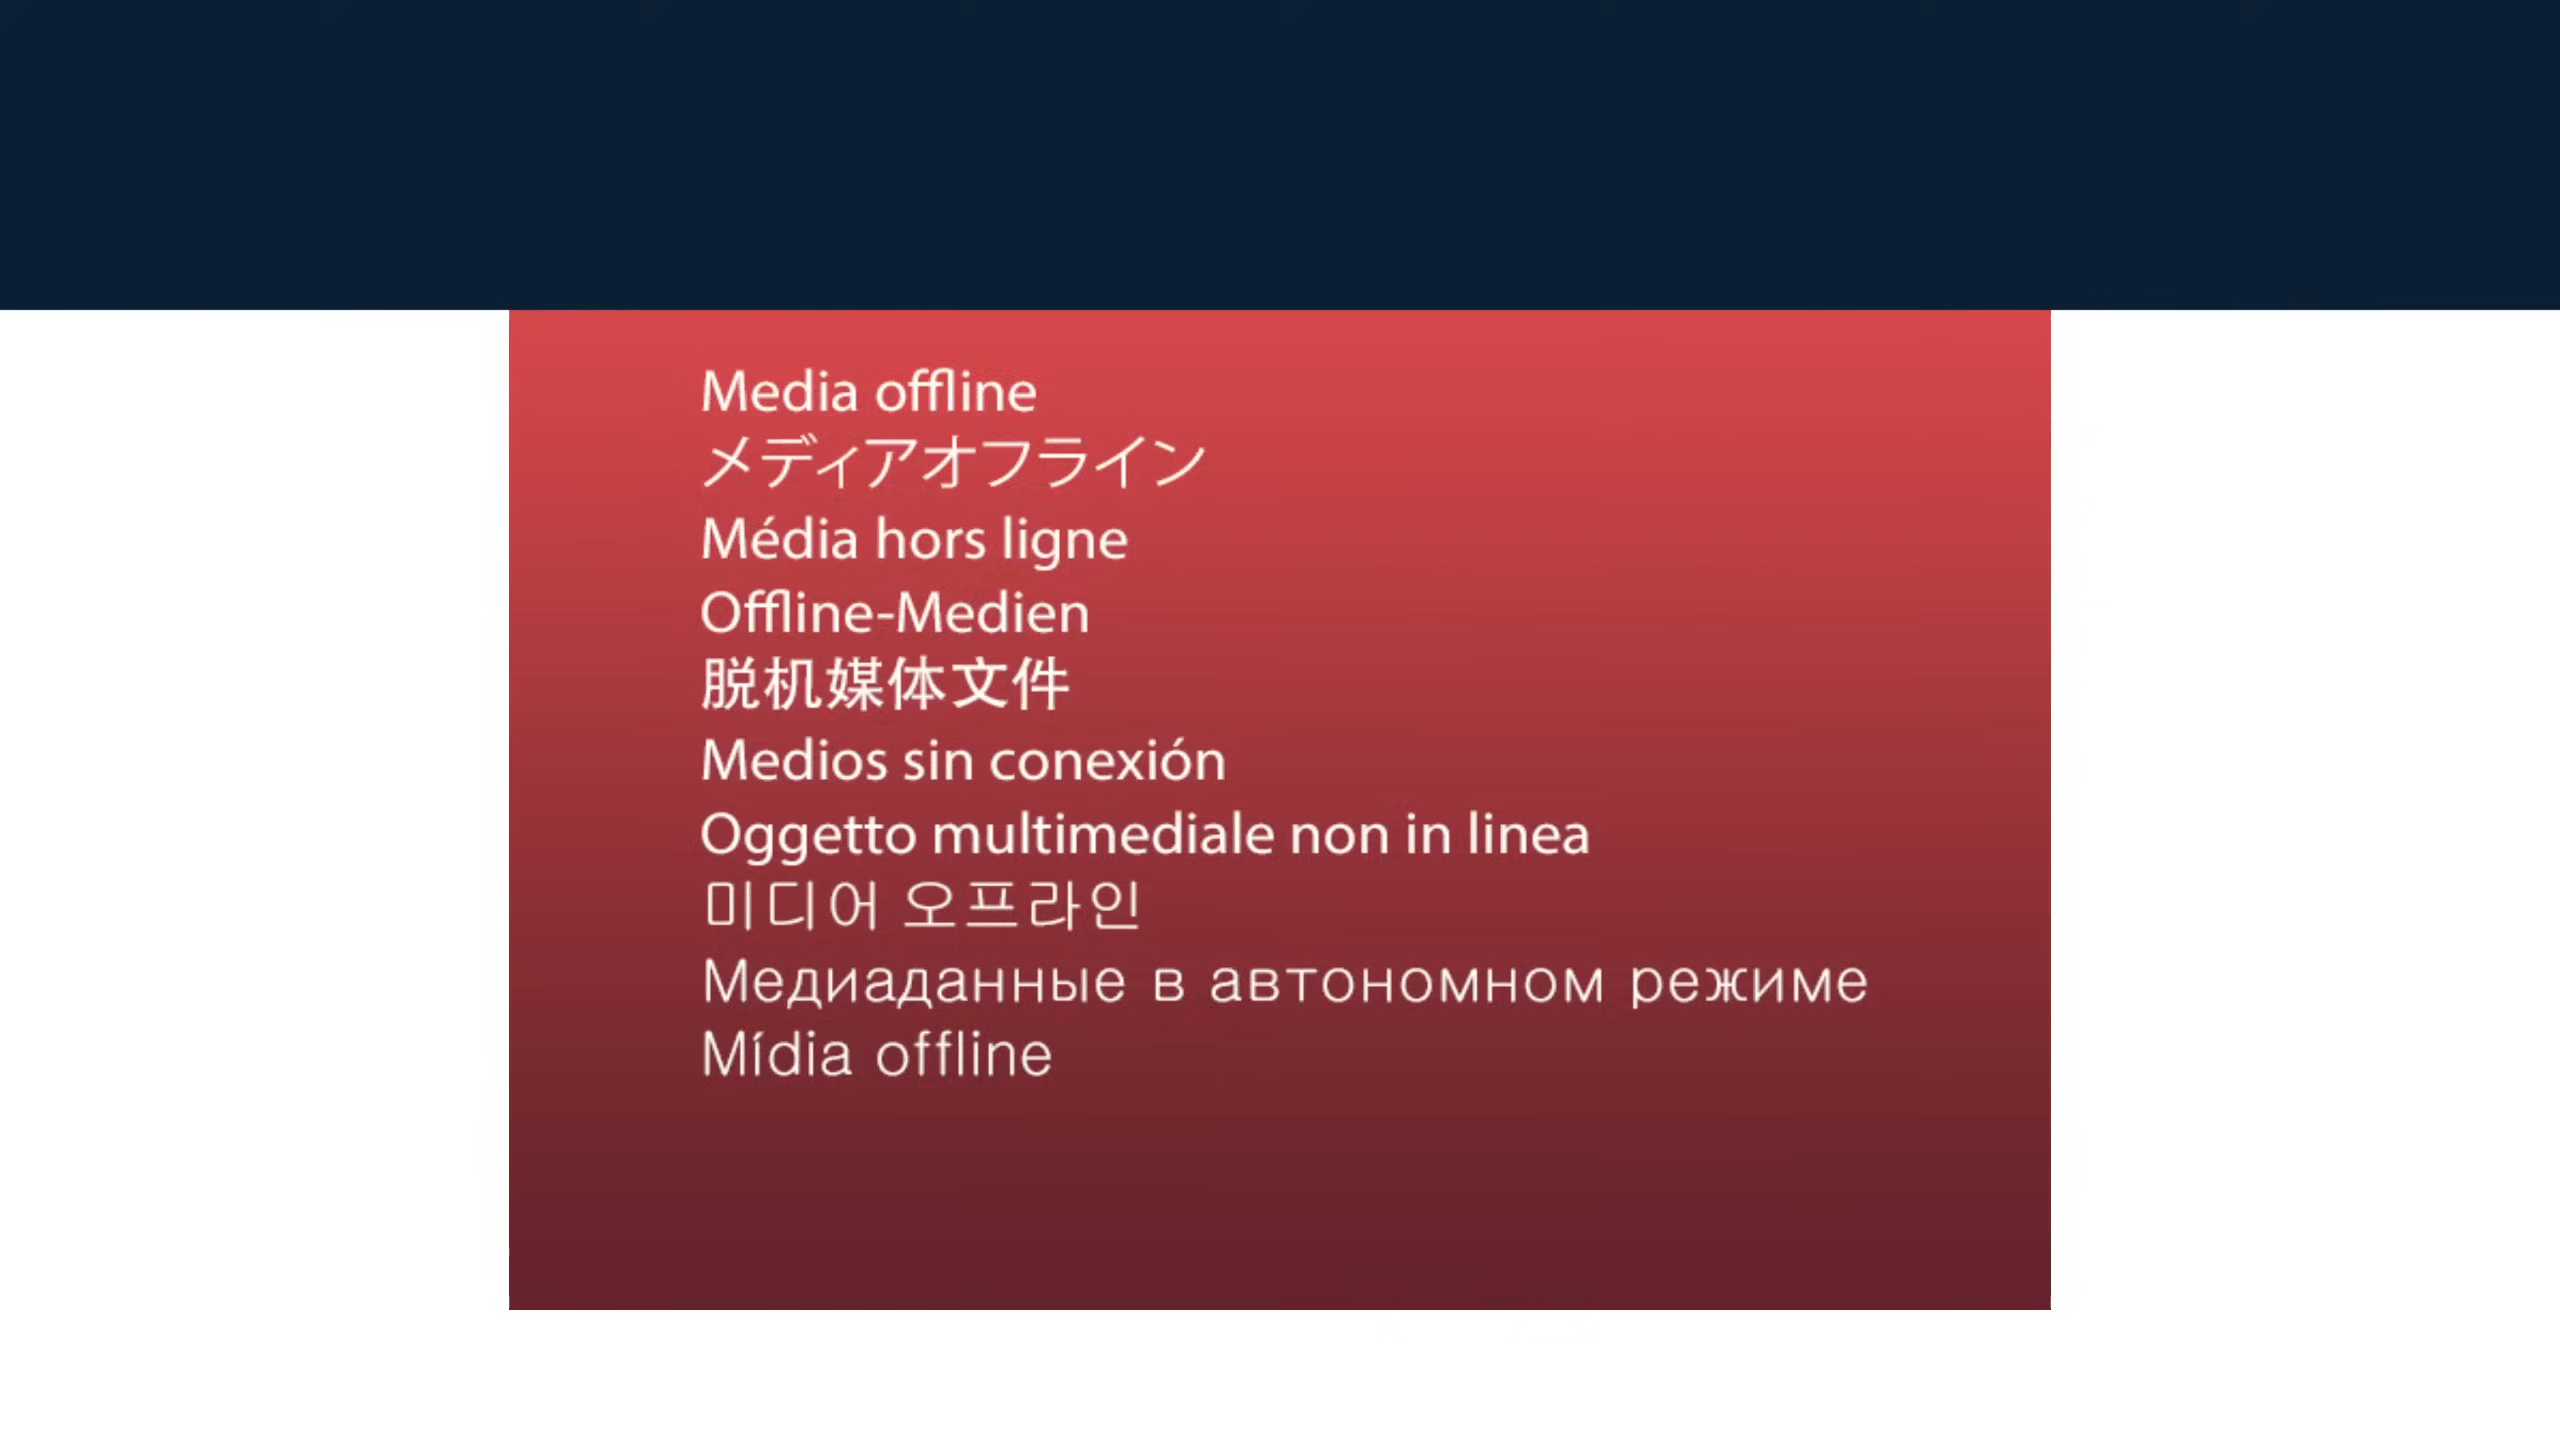 Media offline
メディアオフライン
Média hors ligne
Offline-Medien
脱机媒体文件
Medios sin conexión
Oggetto multimediale non in linea
미디어 오프라인
Медиаданные в автономном режиме
Mídia offline